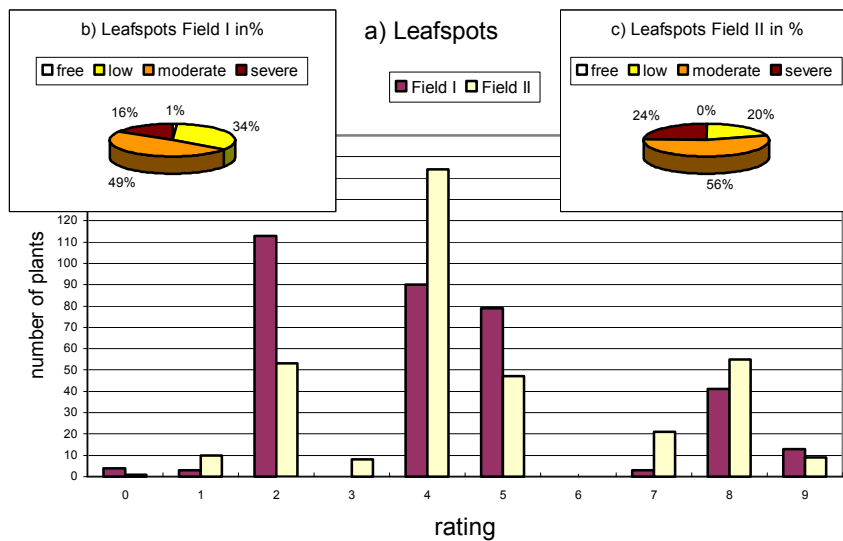 b) Leafspots Field I in%
free low moderate severe
16% 1% 34% 49%
a) Leafspots
Field I Field II
c) Leafspots Field II in %
free low moderate severe
24% 0% 20% 56%
number of plants
120
110
100
90
80
70
60
50
40
30
20
10
0
0 1 2 3 4 5 6 7 8 9
rating